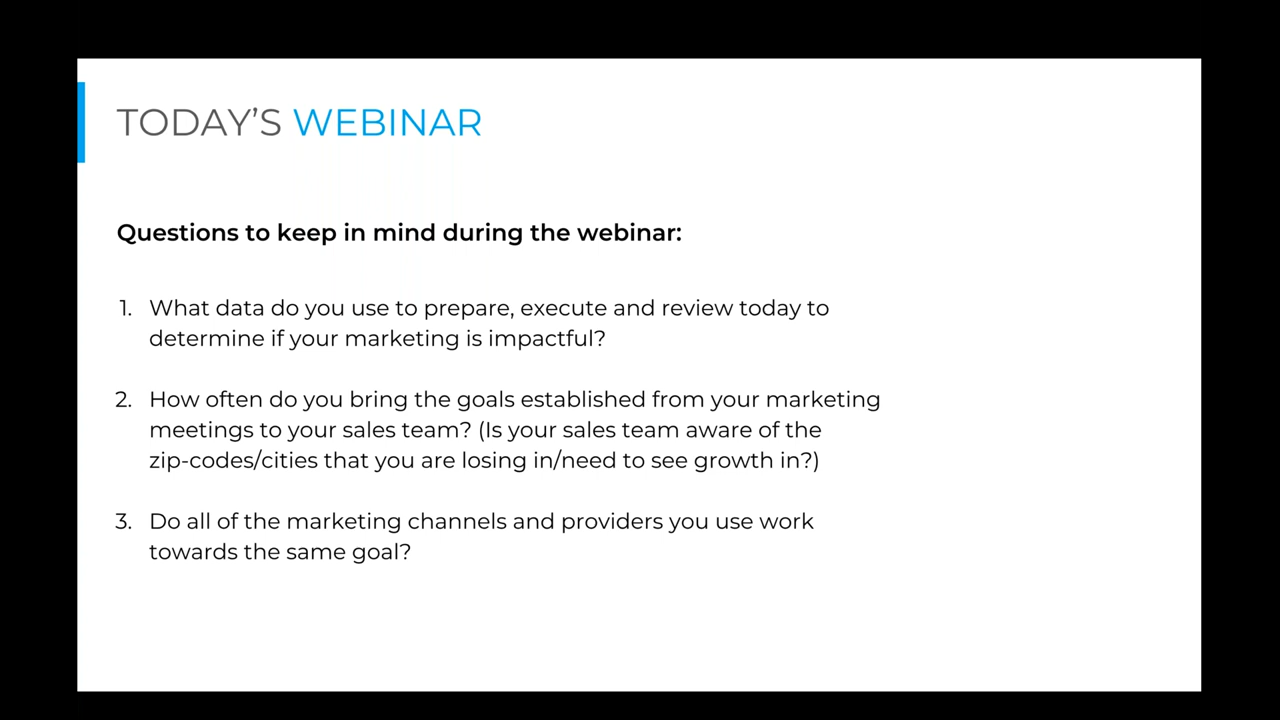 TODAY’S WEBINAR
Questions to keep in mind during the webinar:
1. What data do you use to prepare, execute and review today to
determine if your marketing is impactful?
2. How often do you bring the goals established from your marketing
meetings to your sales team? (Is your sales team aware of the
zip-codes/cities that you are losing in/need to see growth in?)
3. Do all of the marketing channels and providers you use work
towards the same goal?